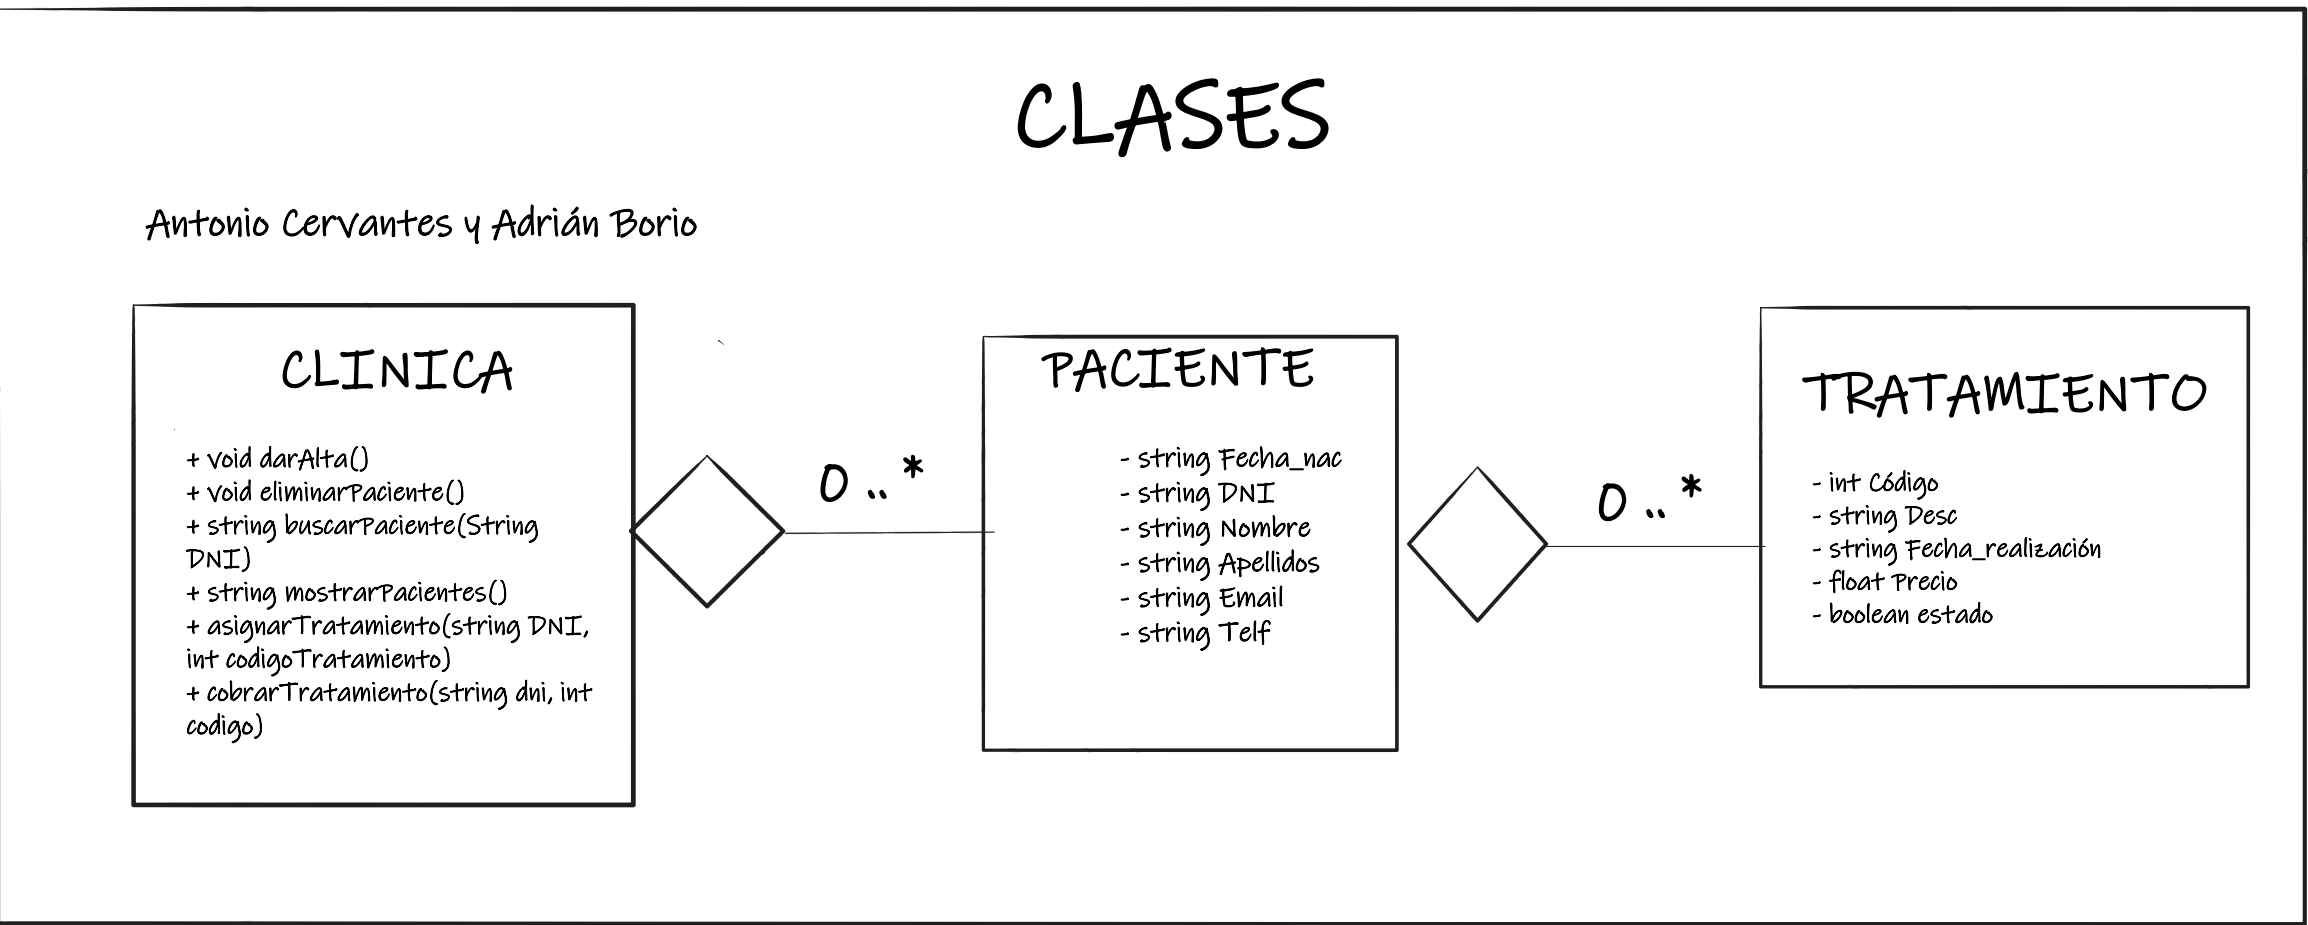 CLASES
Antonio Cervantes y Adrián Borio
CLINICA
+ void darAlta()
+ void eliminarPaciente()
+ string buscarPaciente(String
DNI)
+ string mostrarPacientes()
+ asignarTratamiento(string DNI,
int codigoTratamiento)
+ cobrarTratamiento(string dni, int
codigo)
0 .. *
PACIENTE
- string Fecha_nac
- string DNI
- string Nombre
- string Apellidos
- string Email
- string Telf
0 .. *
TRATAMIENTO
- int Código
- string Desc
- string Fecha_realización
- float Precio
- boolean estado